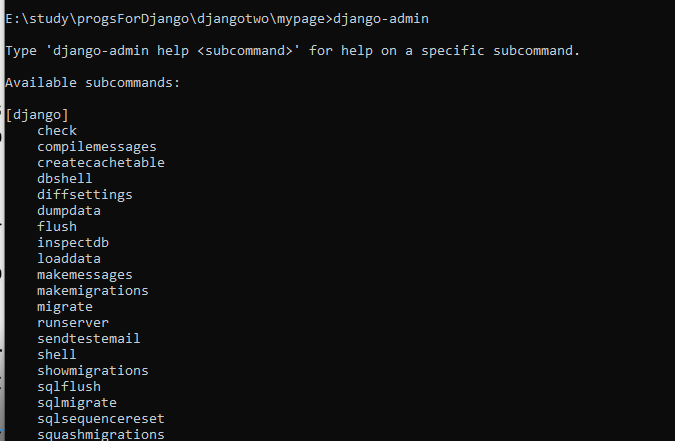 E:\study\progsForDjango\djangotwo\mypage>django-admin
Type 'django-admin help <subcommand>' for help on a specific subcommand.
Available subcommands:
[django]
check
compilemessages
createcachetable
dbshell
diffsettings
dumpdata
flush
inspectdb
loaddata
makemessages
makemigrations
migrate
runserver
sendtestemail
shell
showmigrations
sqlflush
sqlmigrate
sqlsequencereset
squashmigrations